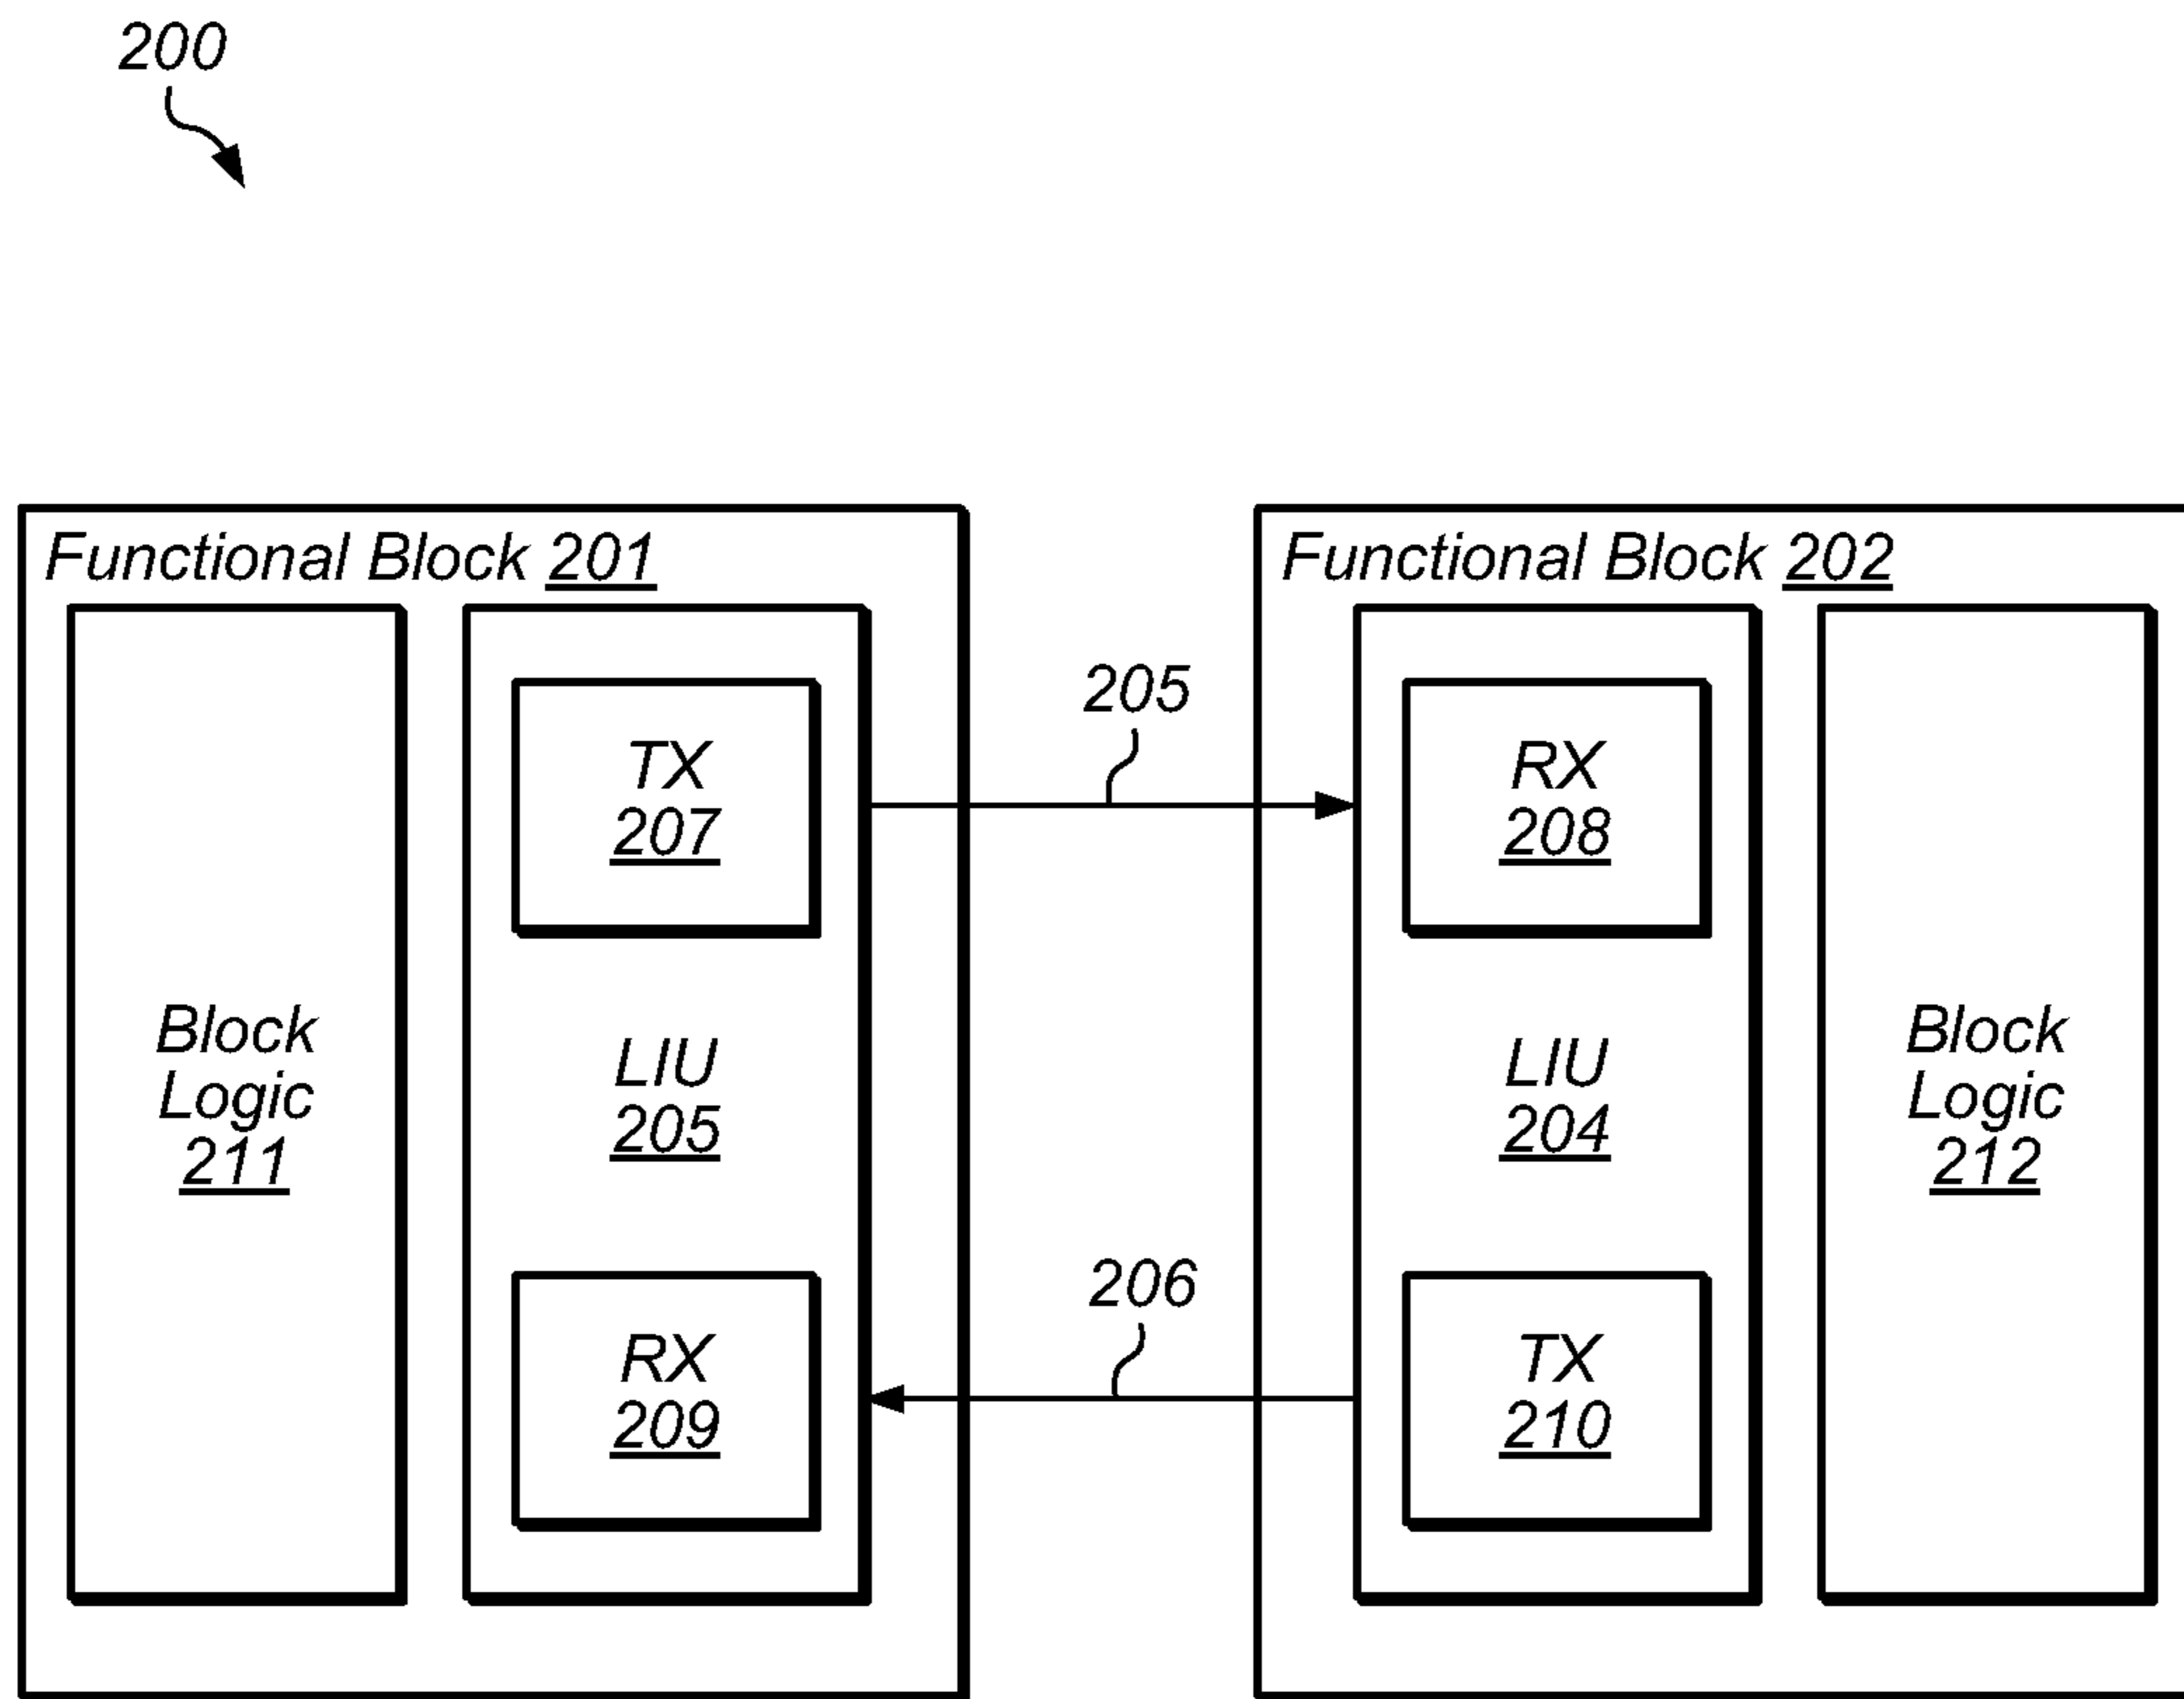 200
Functional Block 201
Functional Block 202
205
TX
207
RX
208
Block
Logic
211
LIU
205
LIU
204
Block
Logic
212
206
RX
209
TX
210